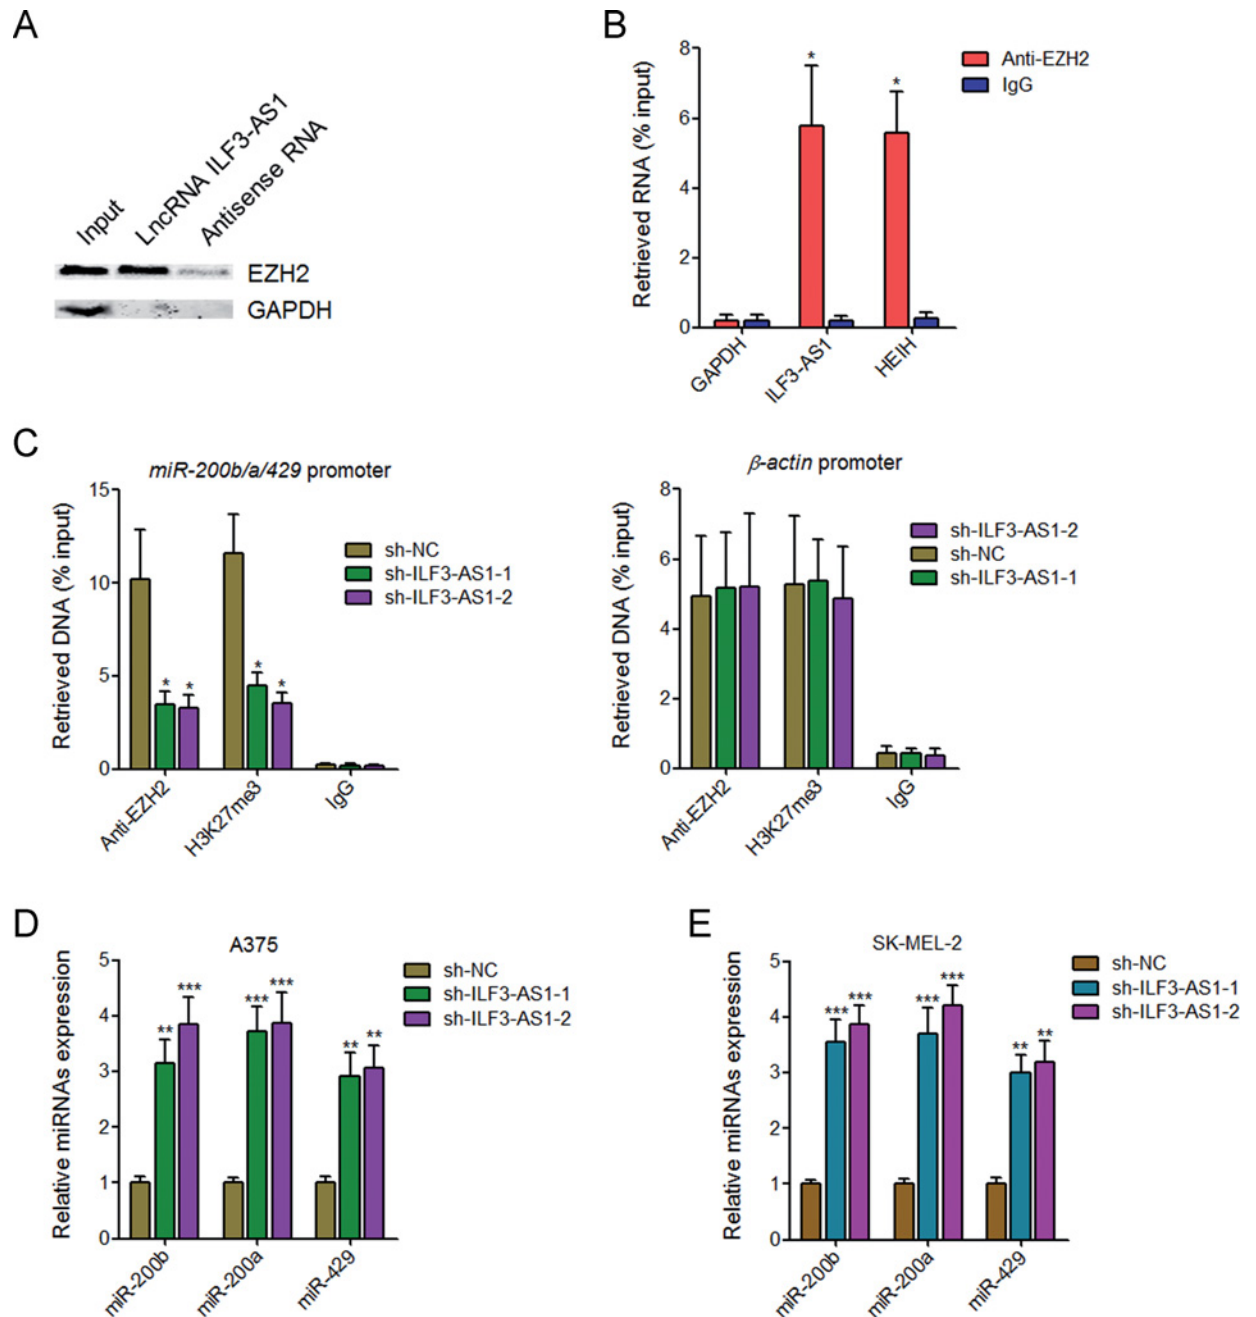 A
Input
LncRNA ILF3-AS1
Antisense RNA
EZH2
GAPDH
B
Retrieved RNA (% input)
8
6
4
2
0
*
*
Anti-EZH2
IgG
GAPDH
ILF3-AS1
HEIH
C
miR-200b/a/429 promoter
Retrieved DNA (% input)
15
10
5
0
* *
* *
sh-NC
sh-ILF3-AS1-1
sh-ILF3-AS1-2
Anti-EZH2
H3K27me3
IgG
β-actin promoter
Retrieved DNA (% input)
8
6
4
2
0
sh-ILF3-AS1-2
sh-NC
sh-ILF3-AS1-1
Anti-EZH2
H3K27me3
IgG
D
A375
Relative miRNAs expression
5
4
3
2
1
0
** ***
*** ***
** **
sh-NC
sh-ILF3-AS1-1
sh-ILF3-AS1-2
miR-200b
miR-200a
miR-429
E
SK-MEL-2
Relative miRNAs expression
5
4
3
2
1
0
*** ***
*** ***
** **
sh-NC
sh-ILF3-AS1-1
sh-ILF3-AS1-2
miR-200b
miR-200a
miR-429